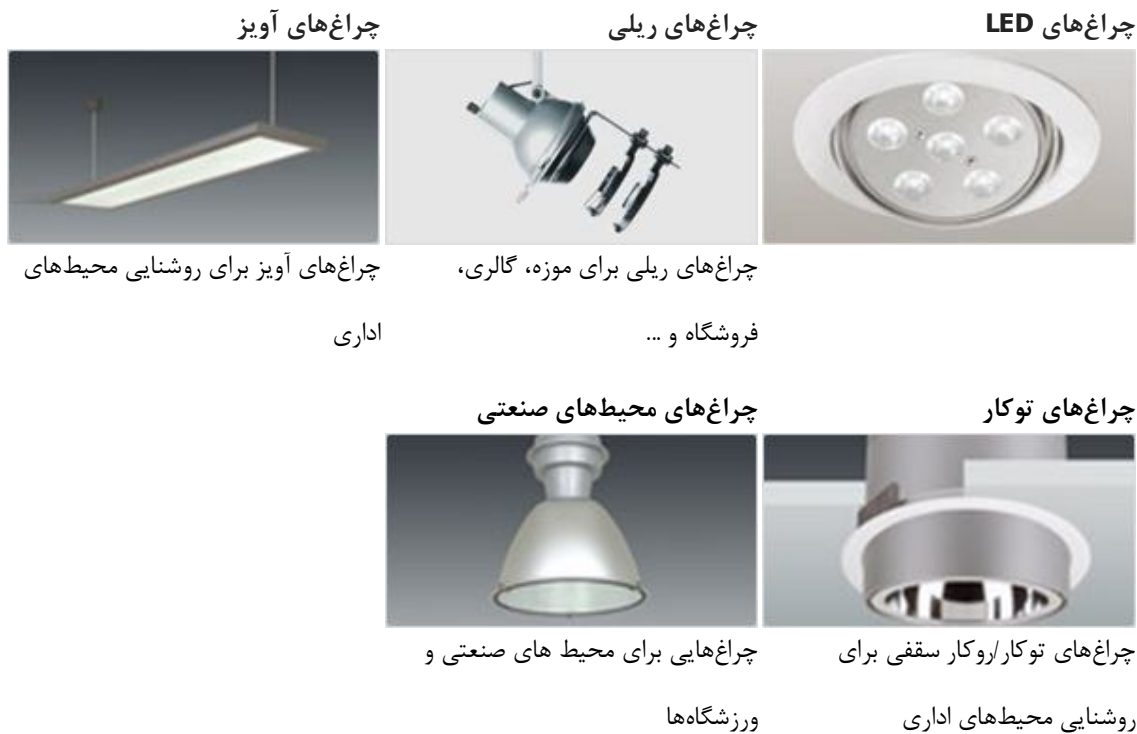 چراغ‌های LED
چراغ‌های ریلی
چراغ‌های ریلی برای موزه، گالری،
فروشگاه و ...
چراغ‌های آویز
چراغ‌های آویز برای روشنایی محیط‌های
اداری
چراغ‌های توکار
چراغ‌های توکار/روکار سقفی برای
روشنایی محیط‌های اداری
چراغ‌های محیط‌های صنعتی
چراغ‌هایی برای محیط های صنعتی و
ورزشگاه‌ها